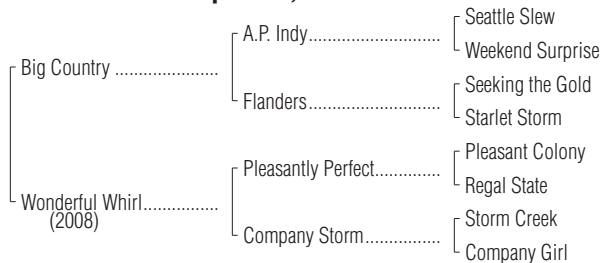 Seattle Slew
A.P. Indy
Weekend Surprise
Big Country
Seeking the Gold
Flanders
Starlet Storm
Pleasant Colony
Pleasantly Perfect
Regal State
Wonderful Whirl
(2008)
Storm Creek
Company Storm
Company Girl